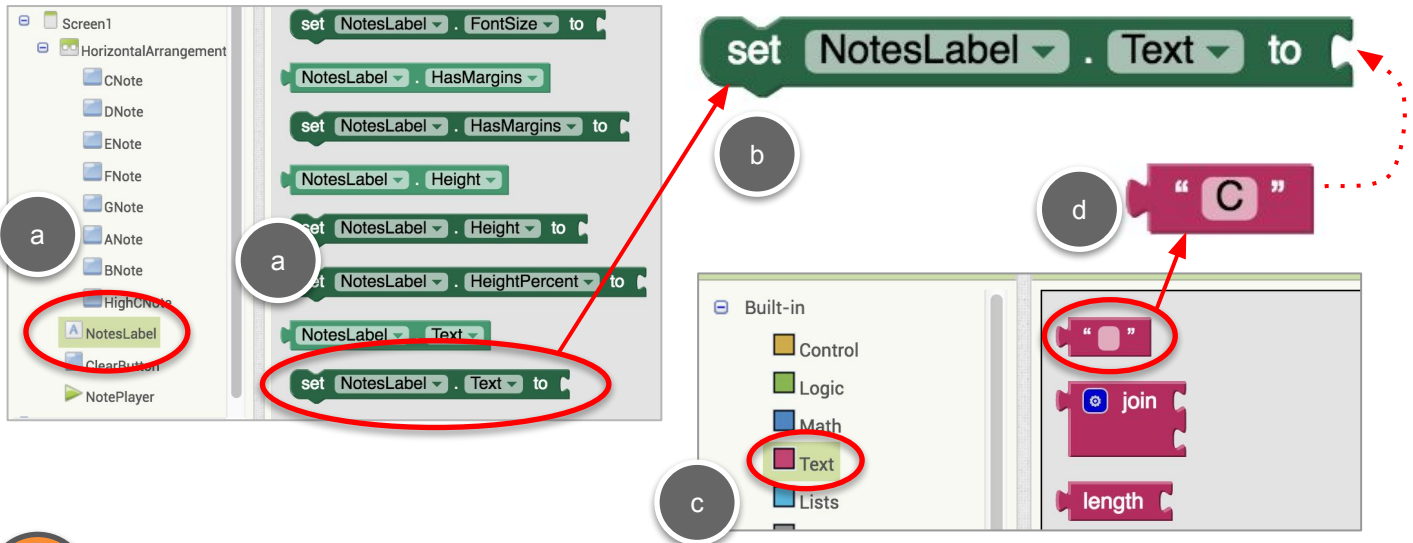 Screen1
HorizontalArrangement
CNote
DNote
ENote
FNote
GNote
ANote
BNote
HighCNote
NotesLabel
ClearButton
NotePlayer
a
set NotesLabel . FontSize to
NotesLabel . HasMargins
set NotesLabel . HasMargins to
NotesLabel . Height
set NotesLabel . Height to
a
set NotesLabel . HeightPercent to
NotesLabel . Text
set NotesLabel . Text to
set NotesLabel . Text to
b
d
“ C ”
Built-in
Control
Logic
Math
Text
Lists
c
“ ”
join
length